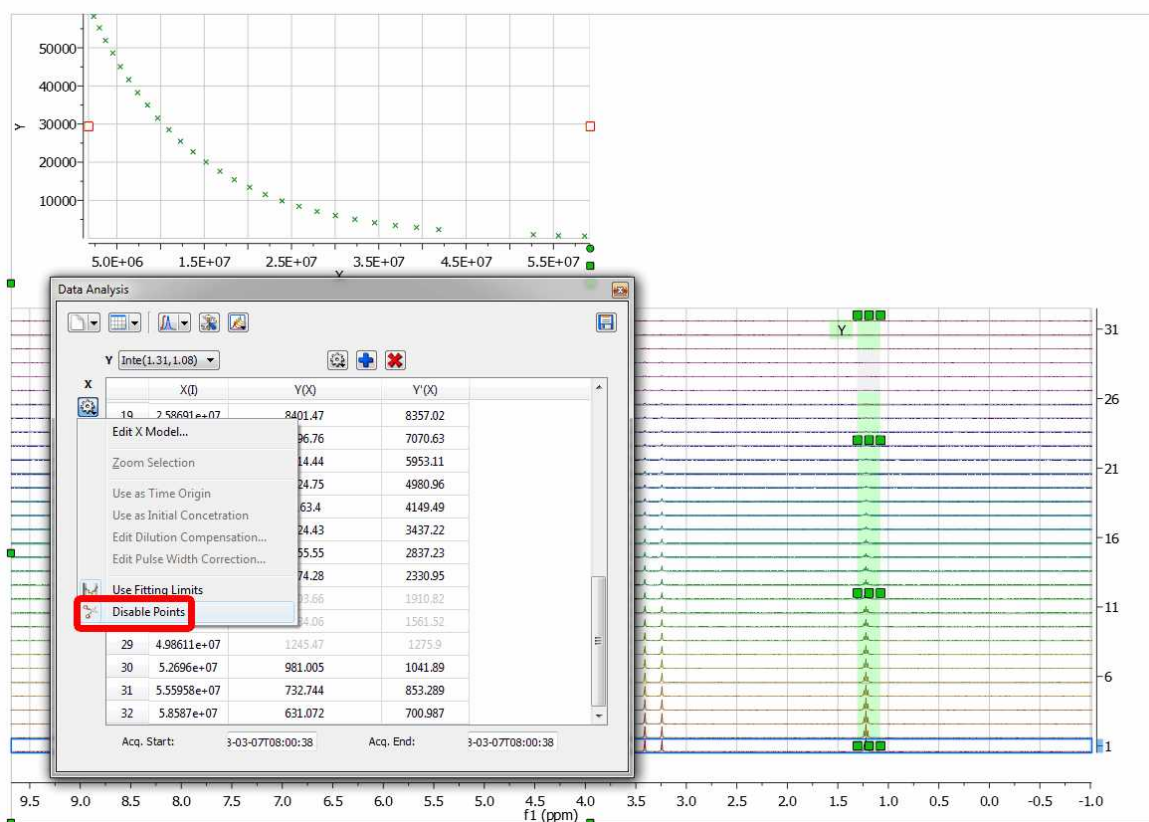 50000
40000
Y 30000
20000
10000
5.0E+06 1.5E+07 2.5E+07 3.5E+07 4.5E+07 5.5E+07
Data Analysis
Y Inte(1.31,1.08)
X
X(I) Y(X) Y'(X)
19 2.58691e+07 8401.47 8357.02
Edit X Model... 96.76 7070.63
Zoom Selection 14.44 5953.11
24.75 4980.96
Use as Time Origin
Use as Initial Concetration 63.4 4149.49
Edit Dilution Compensation... 24.43 3437.22
Edit Pulse Width Correction... 55.55 2837.23
74.28 2330.95
Use Fitting Limits 03.66 1910.82
Disable Points 1561.52
29 4.98611e+07 1245.47 1275.9
30 5.2696e+07 981.005 1041.89
31 5.55958e+07 732.744 853.289
32 5.8587e+07 631.072 700.987
Acq. Start: 3-03-07T08:00:38 Acq. End: 3-03-07T08:00:38
Y
31
26
21
16
11
6
1
9.5 9.0 8.5 8.0 7.5 7.0 6.5 6.0 5.5 5.0 4.5 4.0 3.5 3.0 2.5 2.0 1.5 1.0 0.5 0.0 -0.5 -1.0
f1 (ppm)